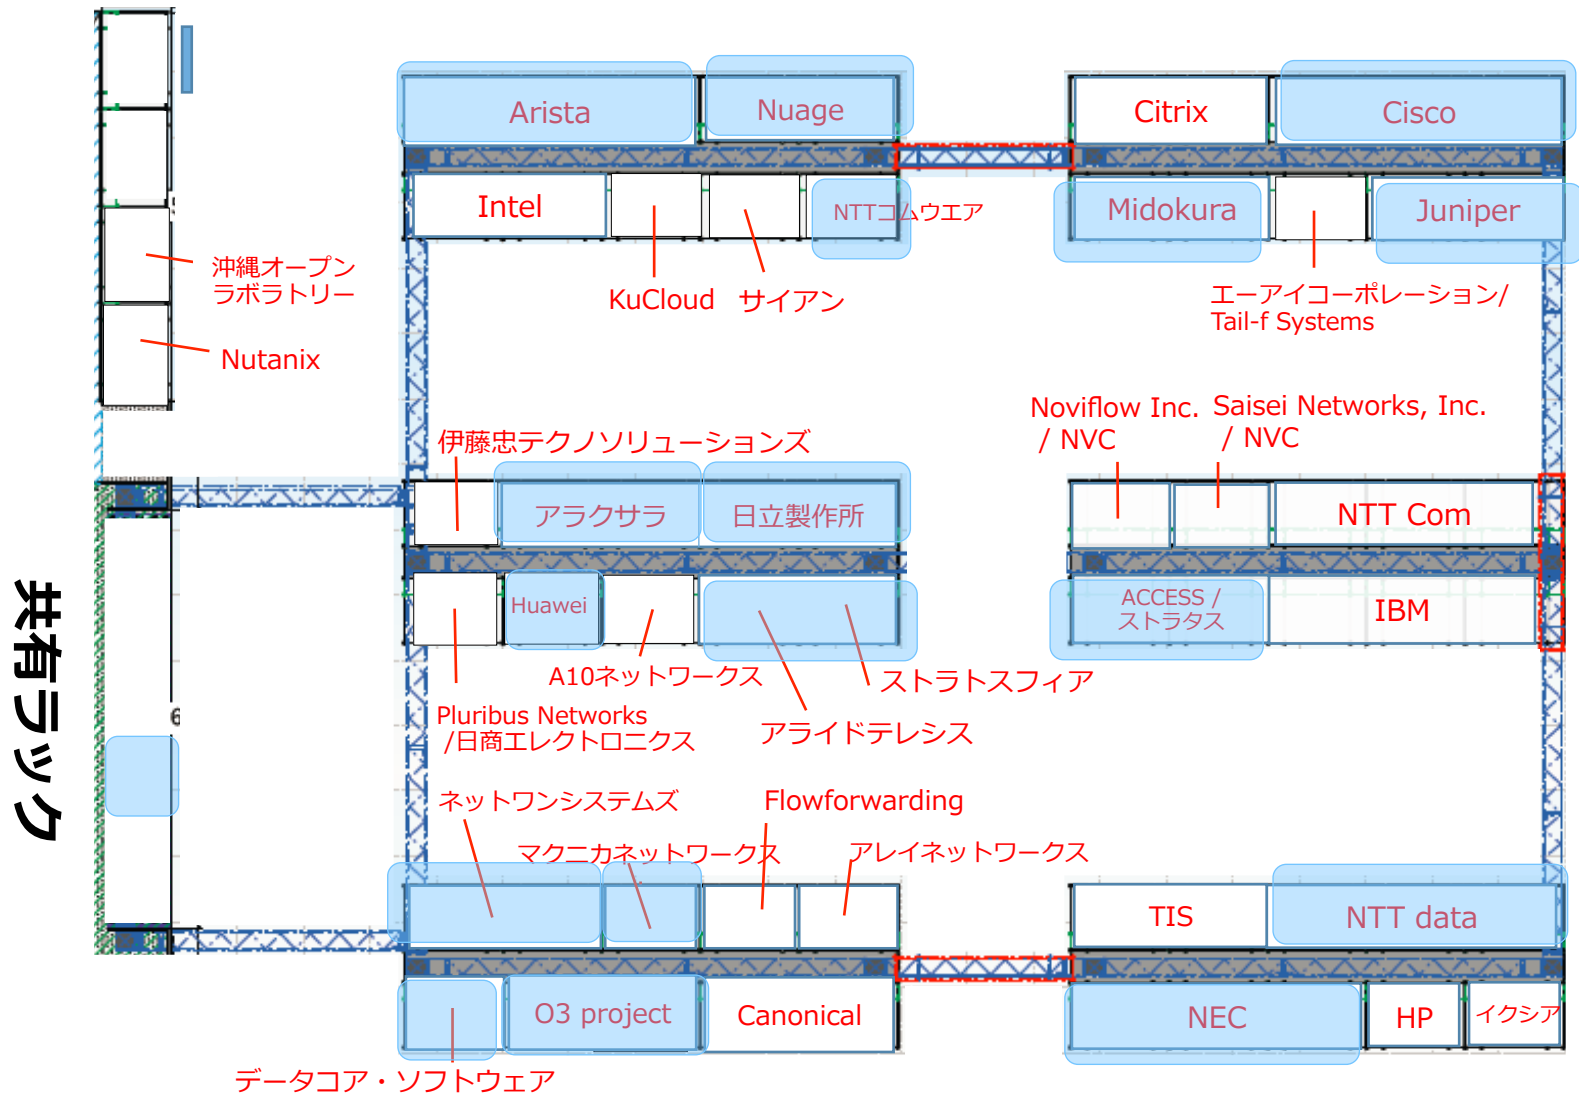 Arista
Nuage
Citrix
Cisco
Intel
NTTコムウエア
Midokura
Juniper
沖縄オープン
ラボラトリー
KuCloud
サイアン
エーアイコーポレーション/
Tail-f Systems
Nutanix
Noviflow Inc.
/ NVC
Saisei Networks, Inc.
/ NVC
伊藤忠テクノソリューションズ
アラクサラ
日立製作所
NTT Com
Huawei
ACCESS /
ストラタス
IBM
A10ネットワークス
ストラトスフィア
Pluribus Networks
/日商エレクトロニクス
アライドテレシス
共有ラック
6
ネットワンシステムズ
Flowforwarding
マクニカネットワークス
アレイネットワークス
TIS
NTT data
O3 project
Canonical
NEC
HP
イクシア
データコア・ソフトウェア